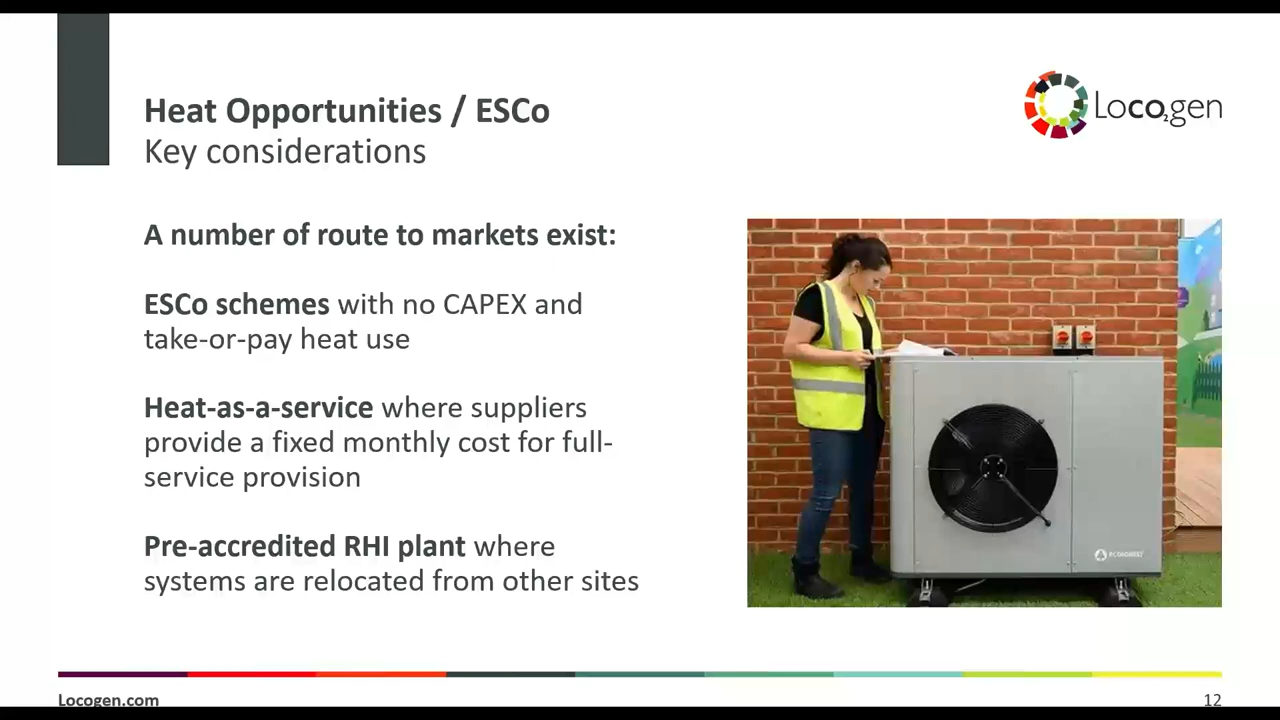 Heat Opportunities / ESCo
Key considerations
Loco₂gen
A number of route to markets exist:
ESCo schemes with no CAPEX and
take-or-pay heat use
Heat-as-a-service where suppliers
provide a fixed monthly cost for full-
service provision
Pre-accredited RHI plant where
systems are relocated from other sites
Locogen.com
12